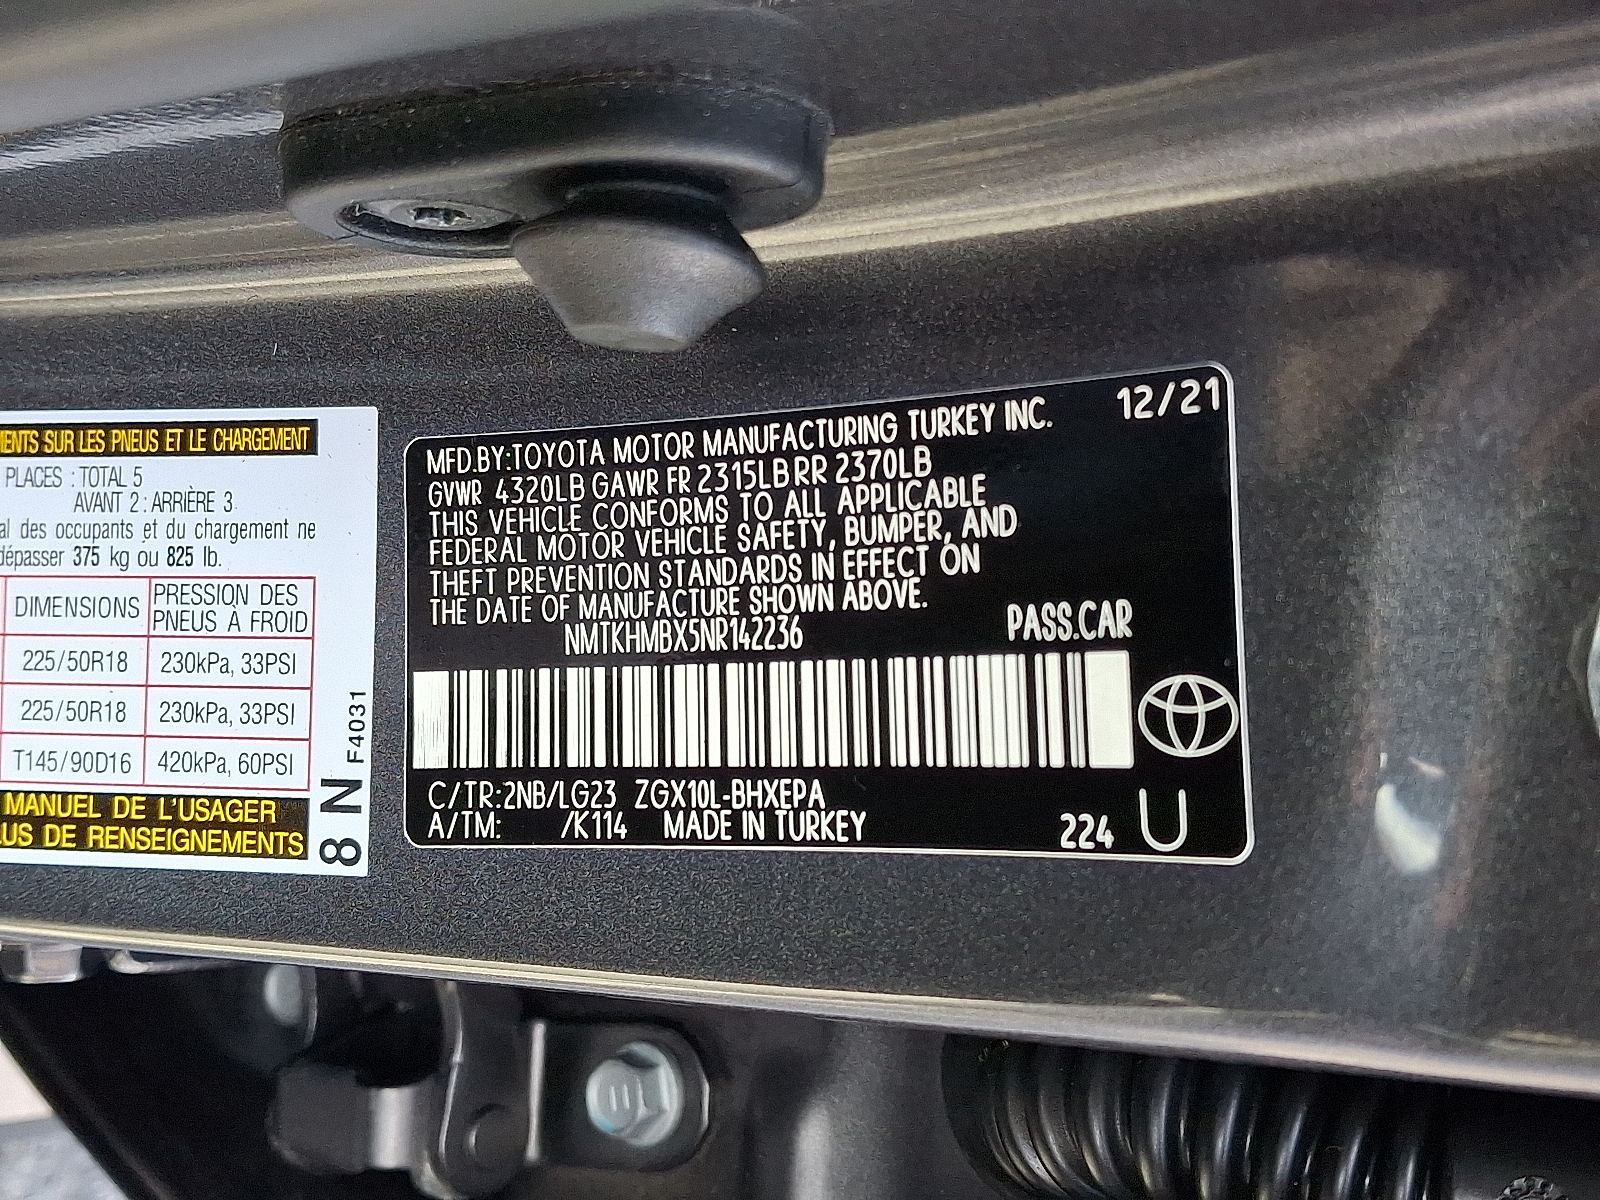 MENTS SUR LES PNEUS ET LE CHARGEMENT
PLACES : TOTAL 5
AVANT 2 : ARRIÈRE 3
al des occupants et du chargement ne
dépasser 375 kg ou 825 lb.
DIMENSIONS PRESSION DES PNEUS À FROID
225/50R18 230kPa, 33PSI
225/50R18 230kPa, 33PSI
T145/90D16 420kPa, 60PSI
MANUEL DE L'USAGER
LUS DE RENSEIGNEMENTS
8 N F4031
12/21
MFD.BY:TOYOTA MOTOR MANUFACTURING TURKEY INC.
GVWR 4320LB GAWR FR 2315LB RR 2370LB
THIS VEHICLE CONFORMS TO ALL APPLICABLE
FEDERAL MOTOR VEHICLE SAFETY, BUMPER, AND
THEFT PREVENTION STANDARDS IN EFFECT ON
THE DATE OF MANUFACTURE SHOWN ABOVE.
NMTKHMBX5NR142236 PASS.CAR
C/TR:2NB/LG23 ZGX10L-BHXEPA
A/TM: /K114 MADE IN TURKEY 224 U